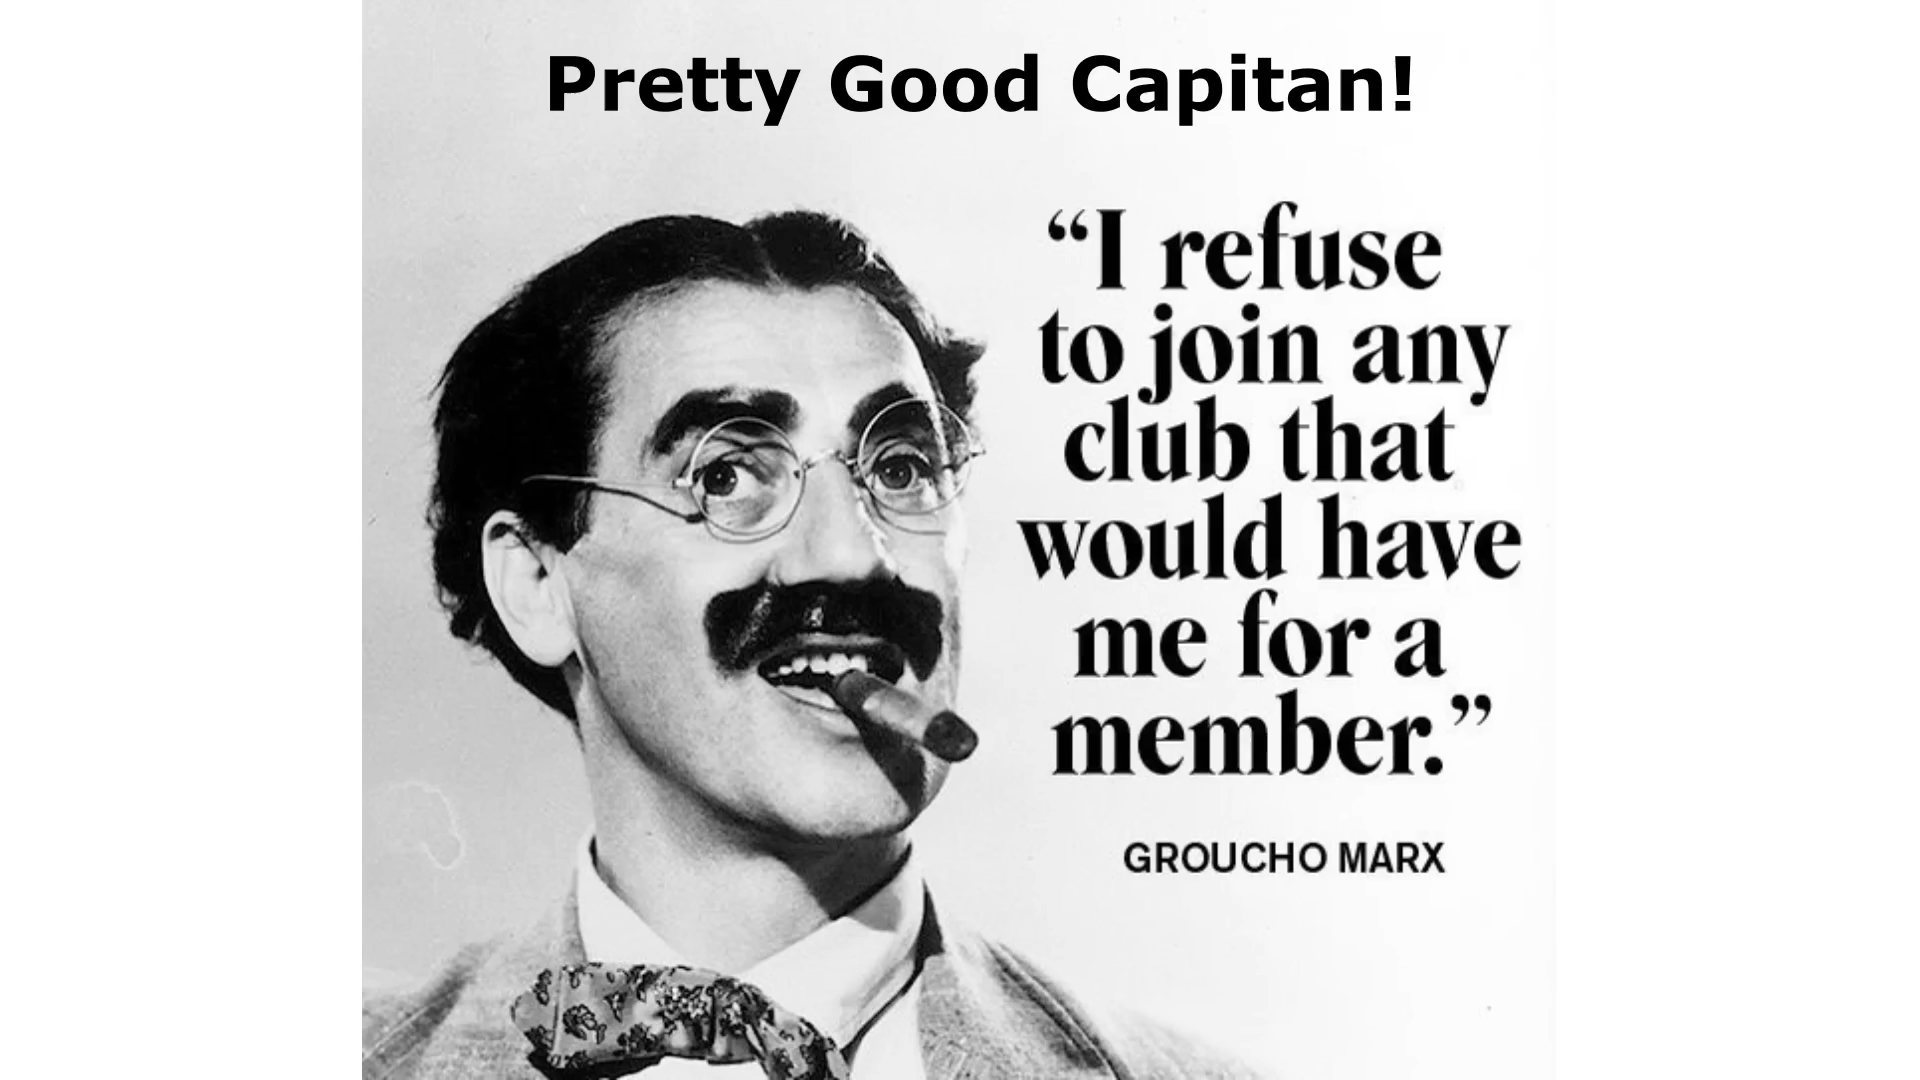 Pretty Good Capitan!
“I refuse
to join any
club that
would have
me for a
member.”
GROUCHO MARX